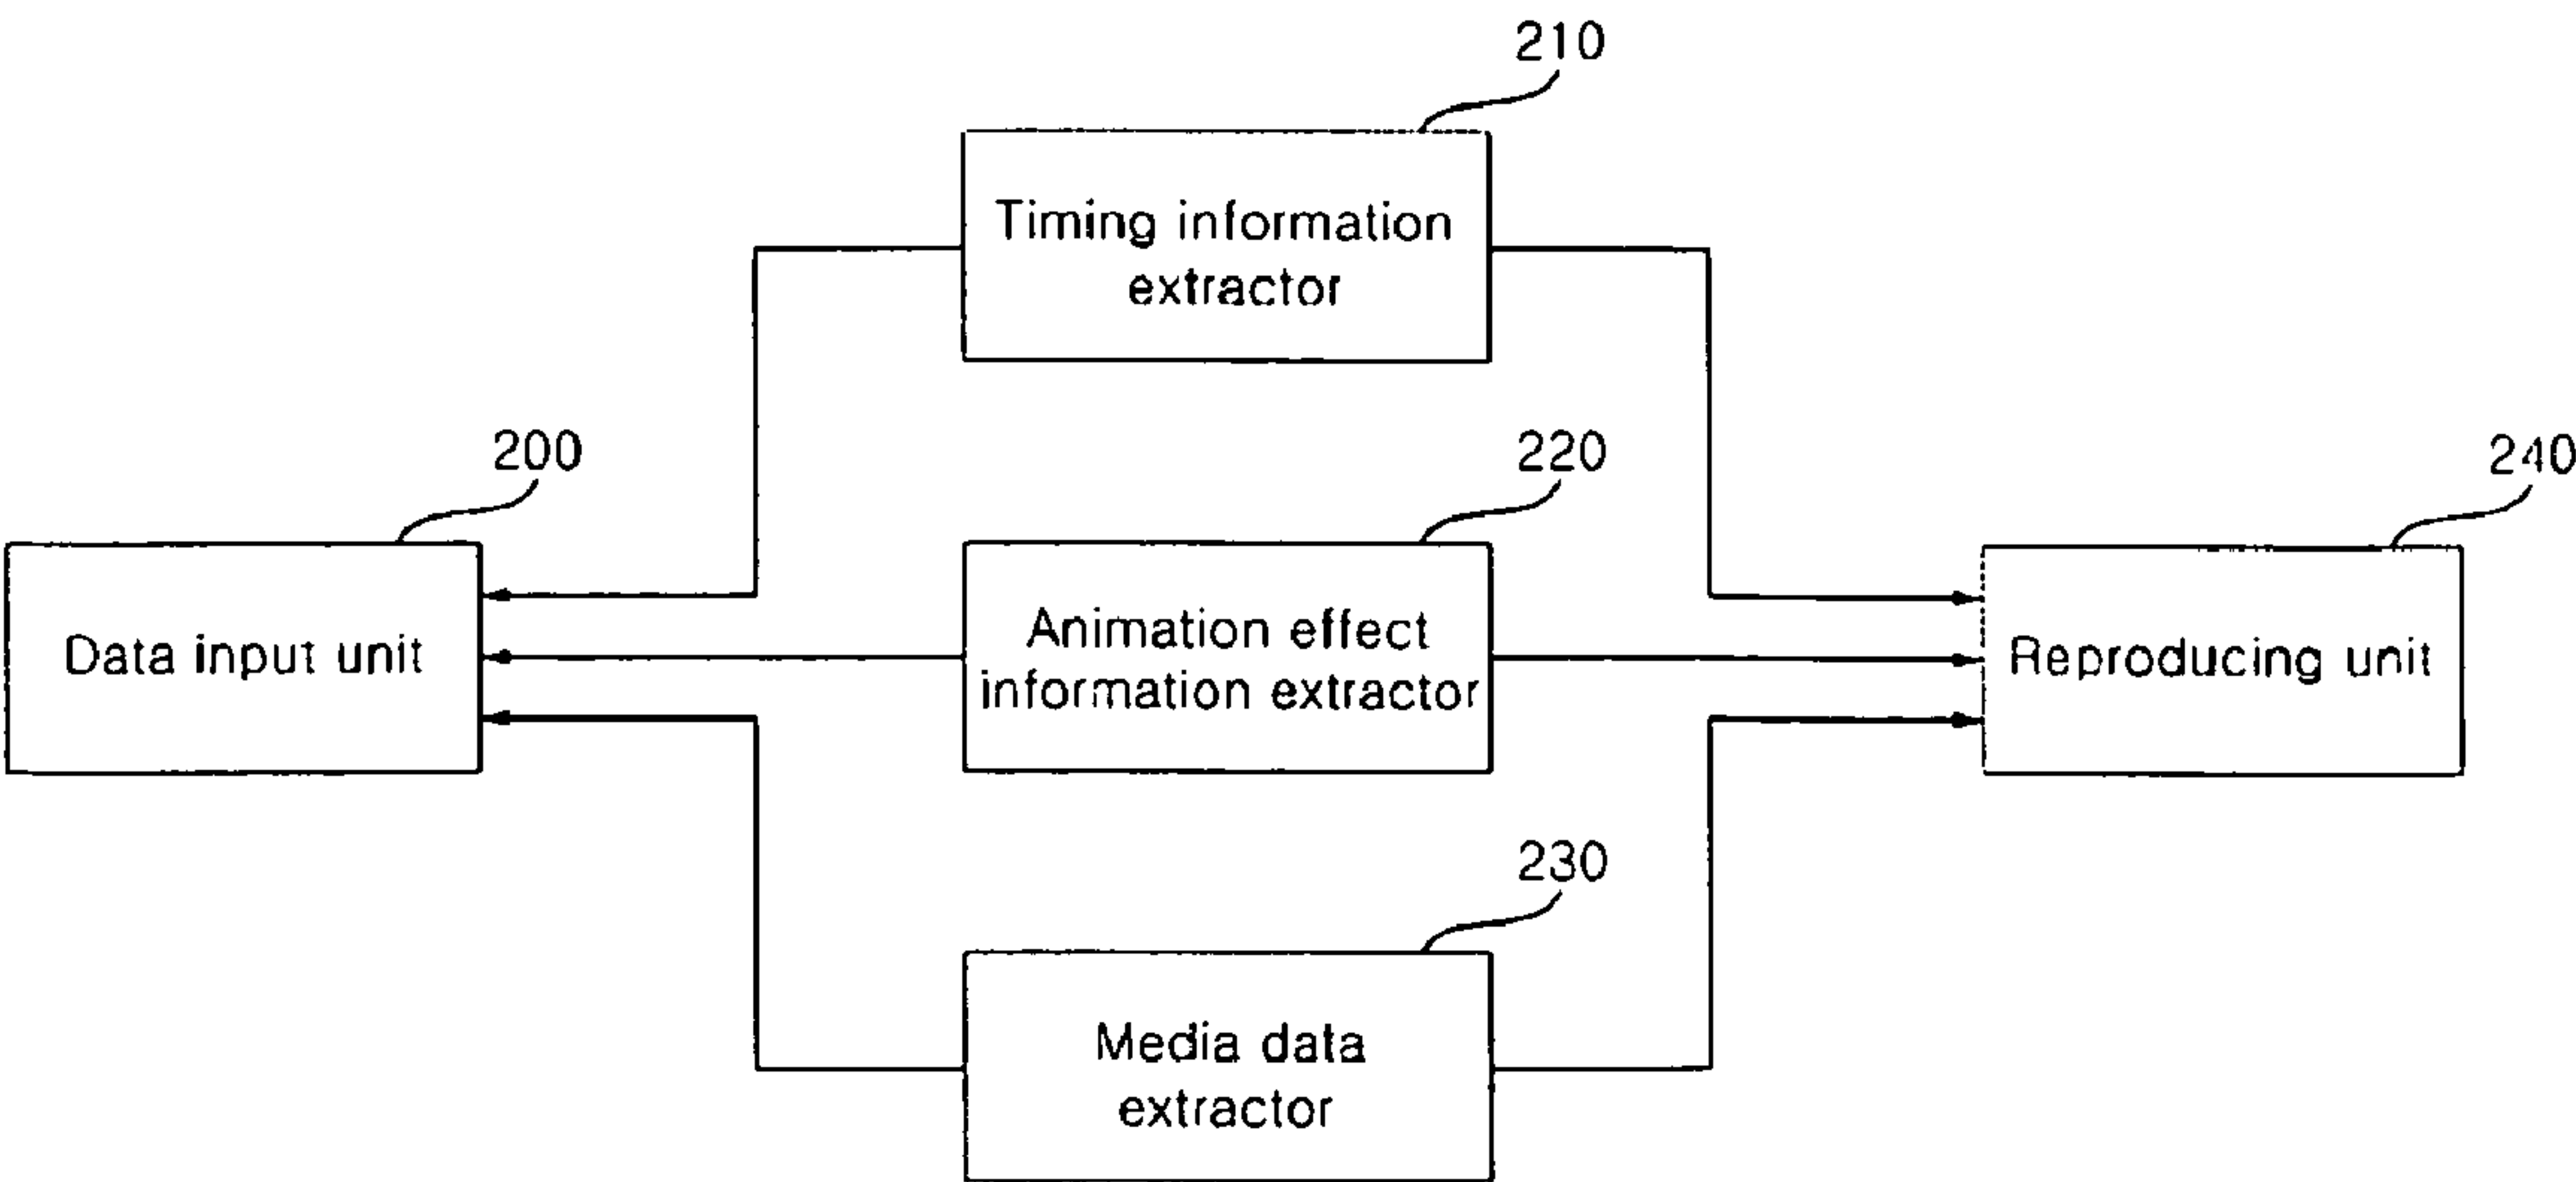 210
Timing information
extractor
200
220
240
Data input unit
Animation effect
information extractor
Reproducing unit
230
Media data
extractor